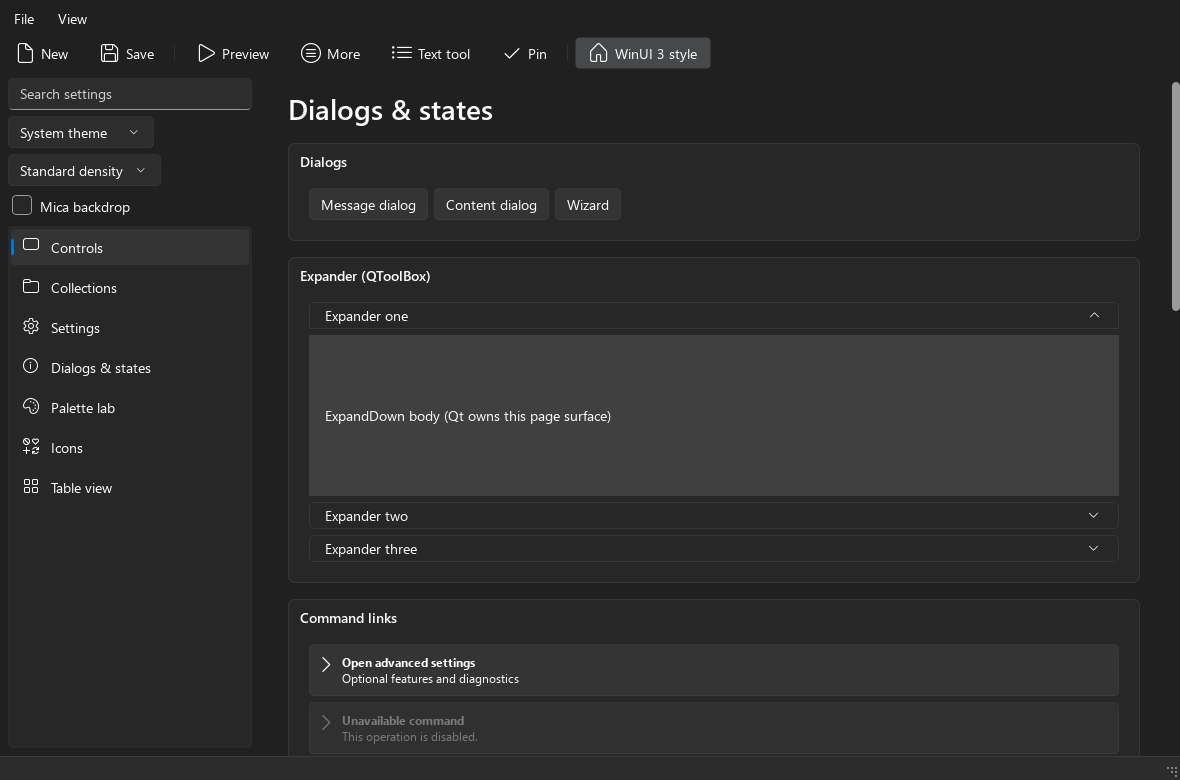 File View
New Save Preview More Text tool Pin WinUI 3 style
Search settings
System theme
Standard density
Mica backdrop
Controls
Collections
Settings
Dialogs & states
Palette lab
Icons
Table view
Dialogs & states
Dialogs
Message dialog Content dialog Wizard
Expander (QToolBox)
Expander one
ExpandDown body (Qt owns this page surface)
Expander two
Expander three
Command links
Open advanced settings
Optional features and diagnostics
Unavailable command
This operation is disabled.